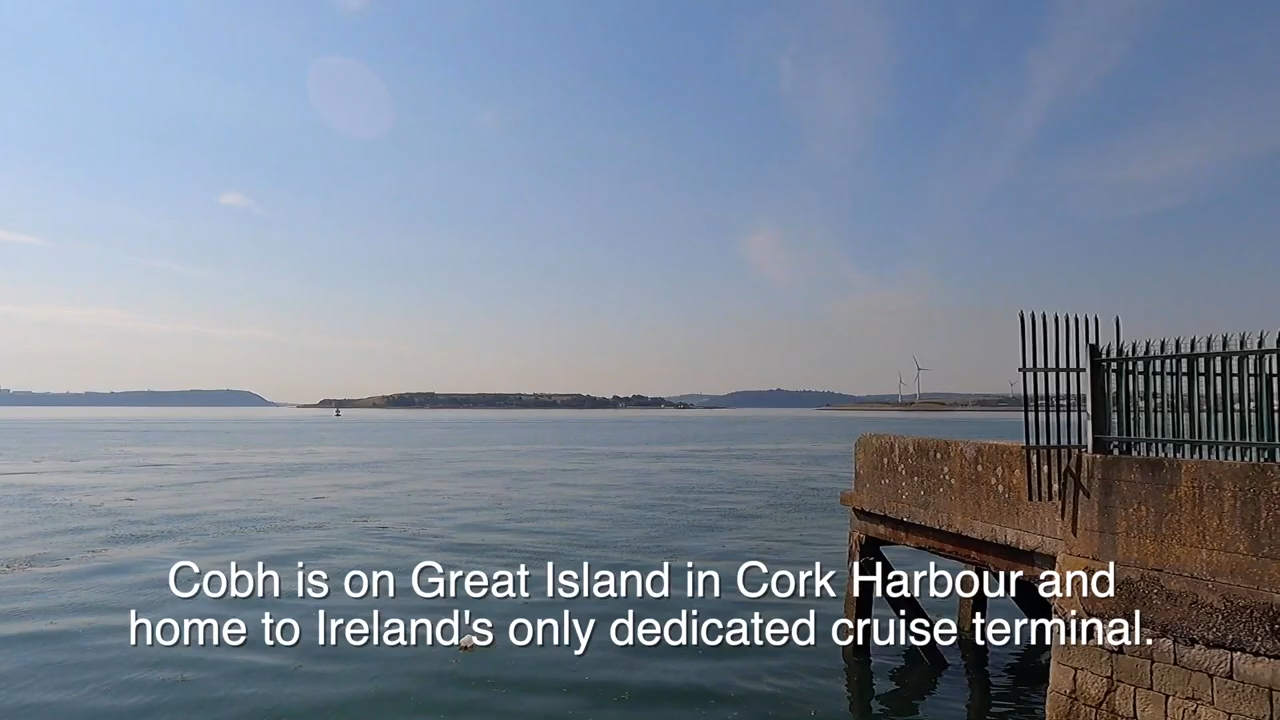 Cobh is on Great Island in Cork Harbour and
home to Ireland's only dedicated cruise terminal.